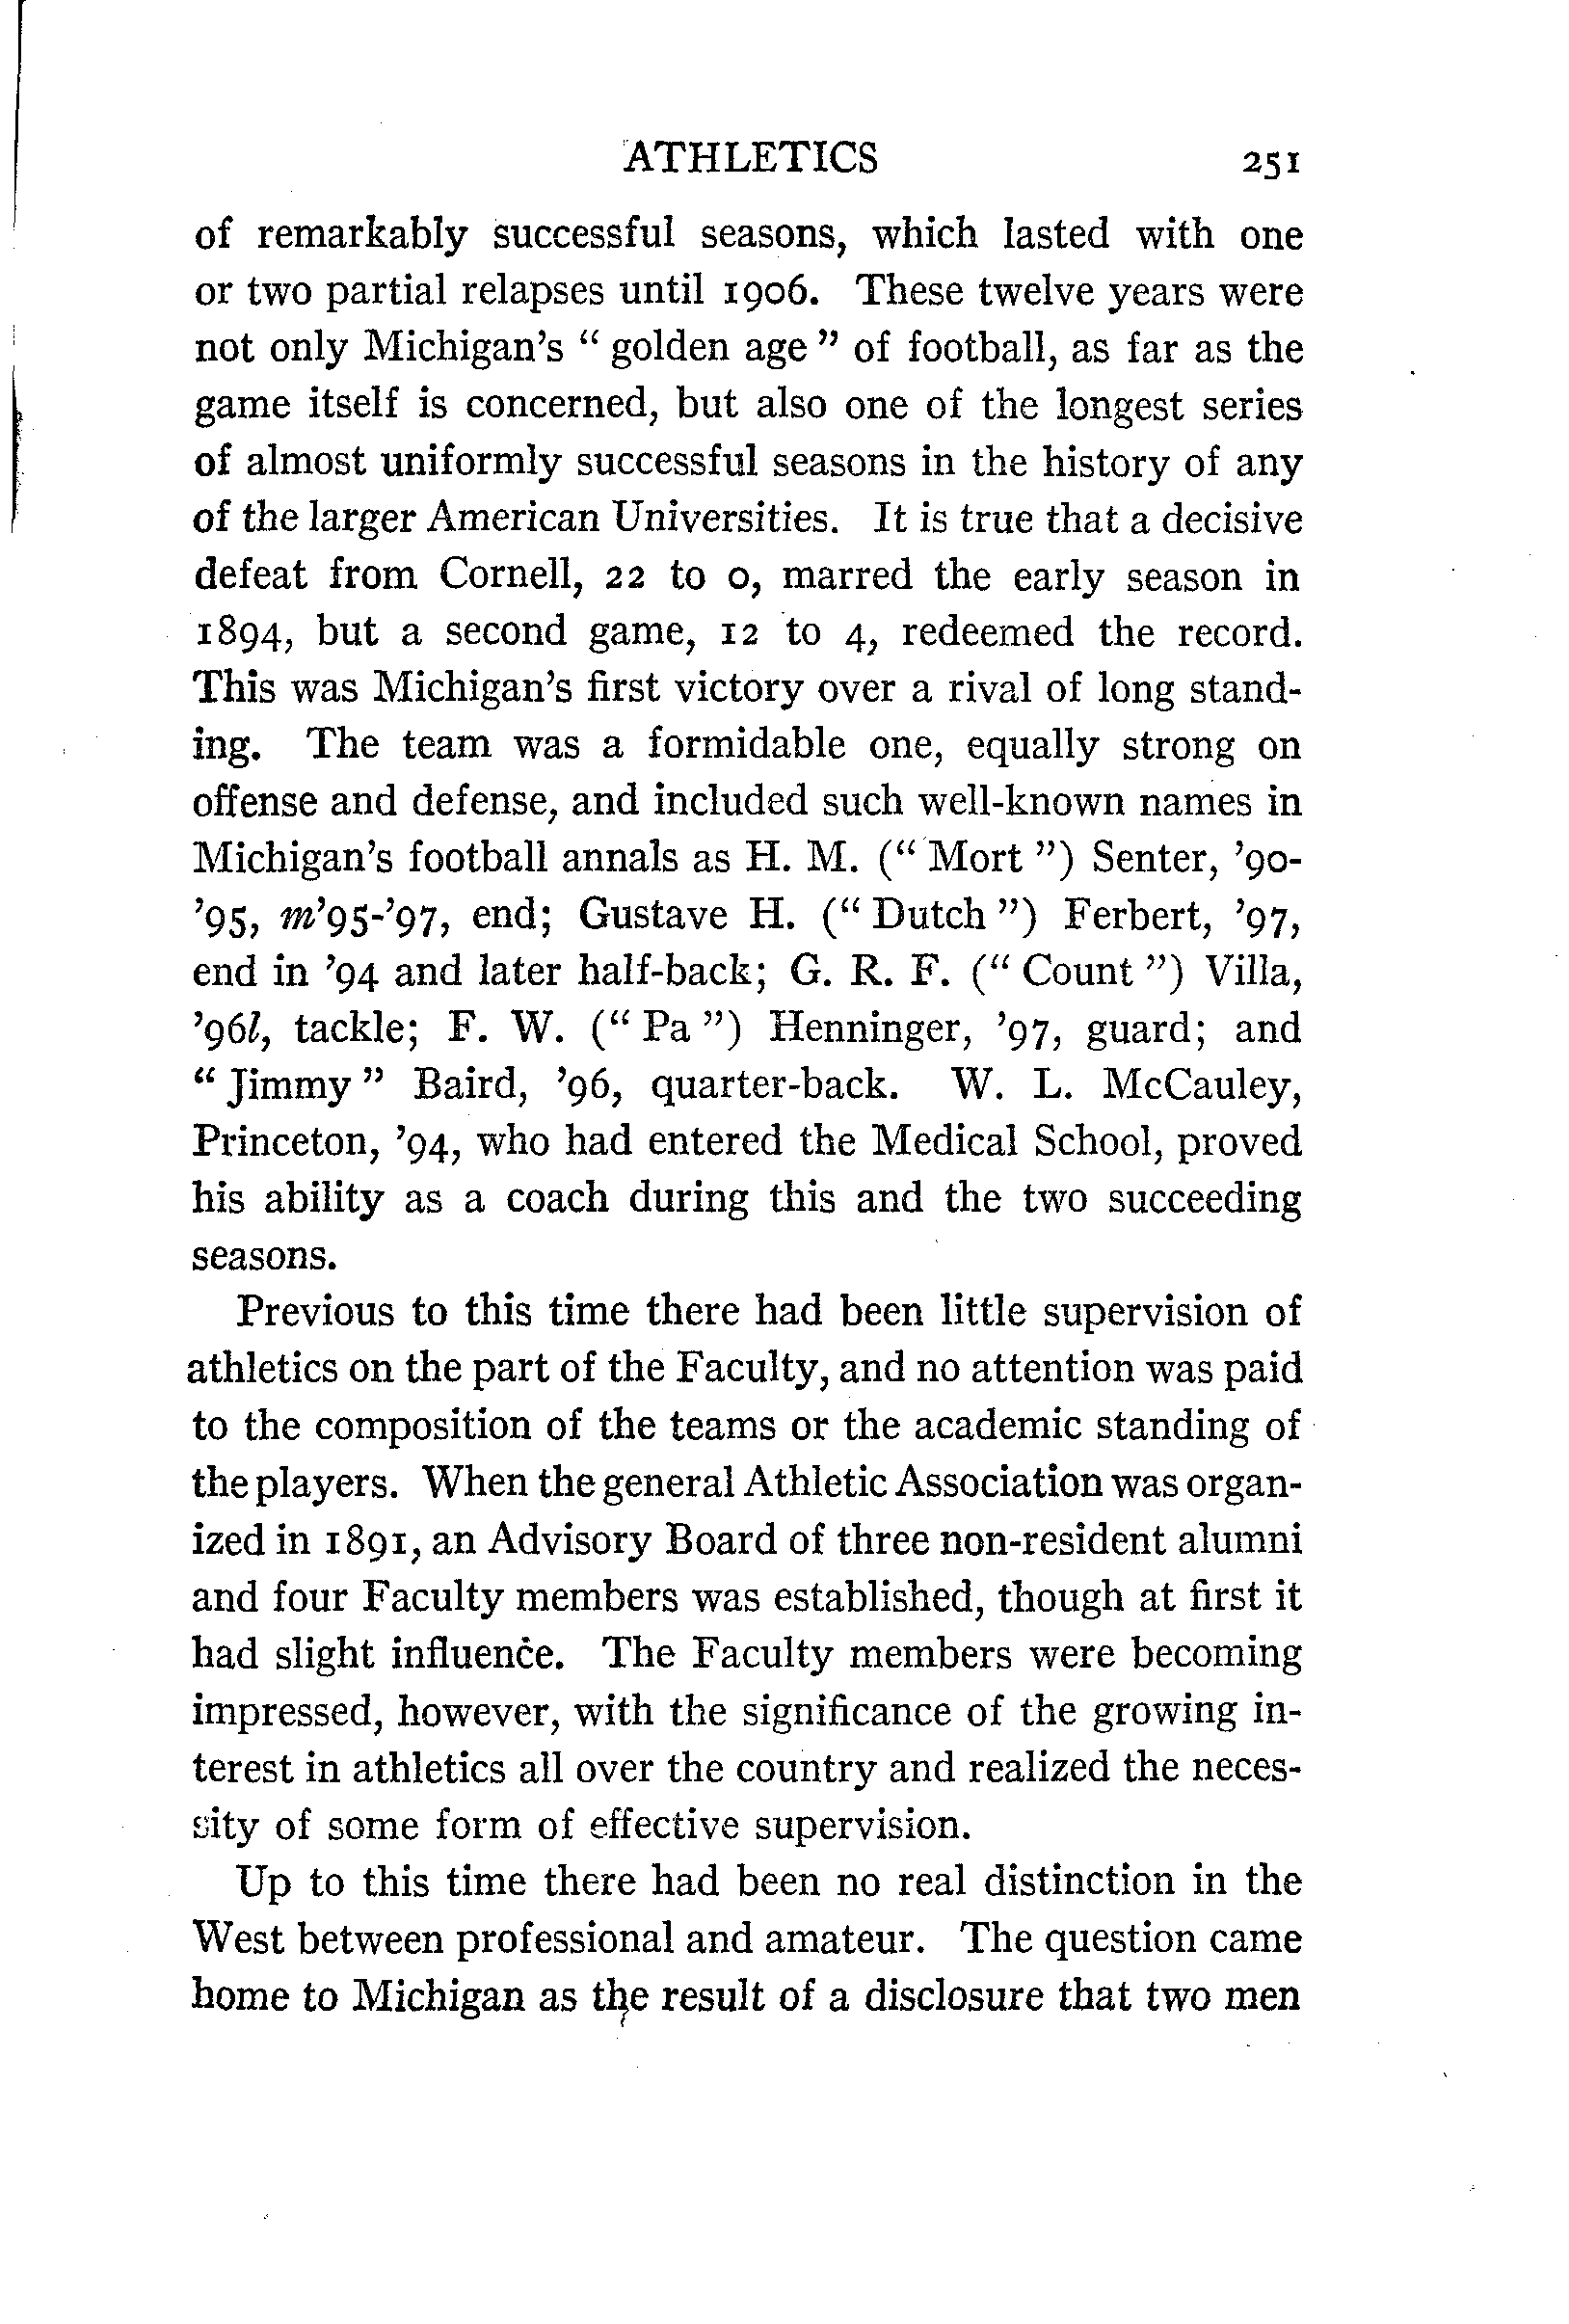 ATHLETICS 251
of remarkably successful seasons, which lasted with one
or two partial relapses until 1906. These twelve years were
not only Michigan's " golden age " of football, as far as the
game itself is concerned, but also one of the longest series
of almost uniformly successful seasons in the history of any
of the larger American Universities. It is true that a decisive
defeat from Cornell, 22 to 0, marred the early season in
1894, but a second game, 12 to 4, redeemed the record.
This was Michigan's first victory over a rival of long stand-
ing. The team was a formidable one, equally strong on
offense and defense, and included such well-known names in
Michigan's football annals as H. M. (" Mort ") Senter, '90-
'95, m'95-'97, end; Gustave H. (" Dutch ") Ferbert, '97,
end in '94 and later half-back; G. R. F. (" Count ") Villa,
'96l, tackle; F. W. (" Pa ") Henninger, '97, guard; and
" Jimmy " Baird, '96, quarter-back. W. L. McCauley,
Princeton, '94, who had entered the Medical School, proved
his ability as a coach during this and the two succeeding
seasons.
Previous to this time there had been little supervision of
athletics on the part of the Faculty, and no attention was paid
to the composition of the teams or the academic standing of
the players. When the general Athletic Association was organ-
ized in 1891, an Advisory Board of three non-resident alumni
and four Faculty members was established, though at first it
had slight influence. The Faculty members were becoming
impressed, however, with the significance of the growing in-
terest in athletics all over the country and realized the neces-
sity of some form of effective supervision.
Up to this time there had been no real distinction in the
West between professional and amateur. The question came
home to Michigan as the result of a disclosure that two men